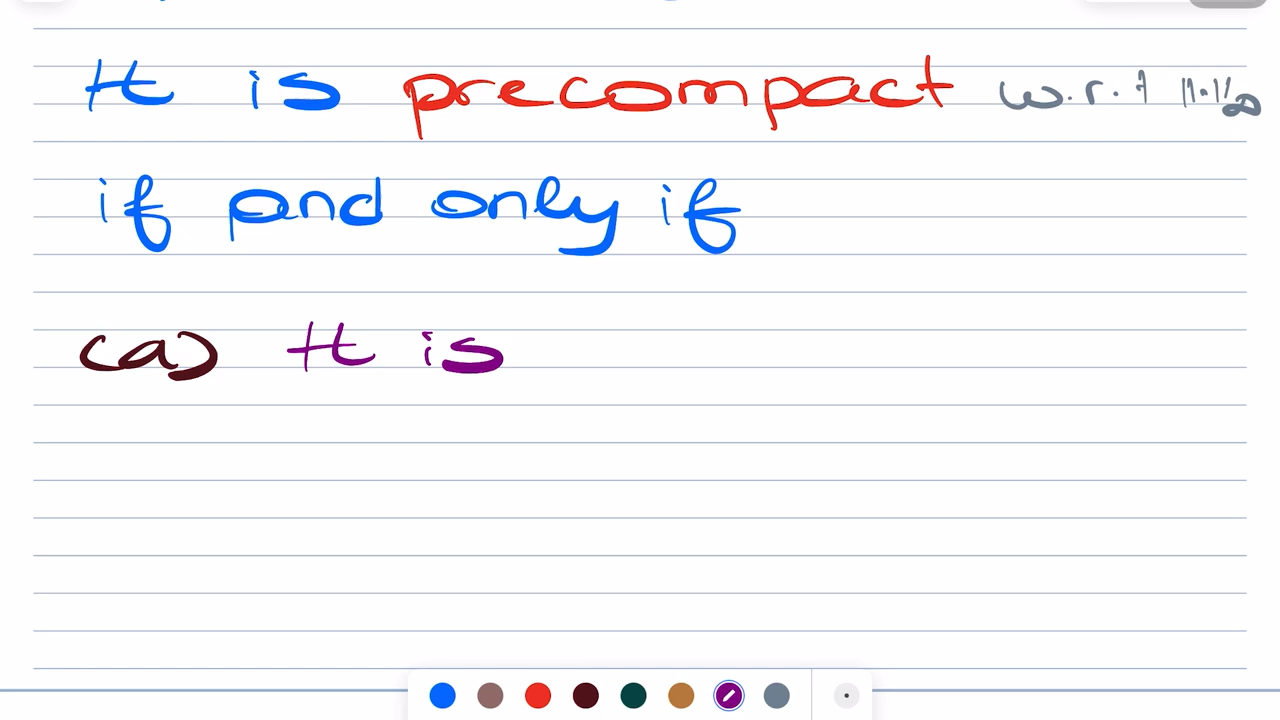 ℋ is precompact w.r.t ||.||∞
if and only if
(a) ℋ is